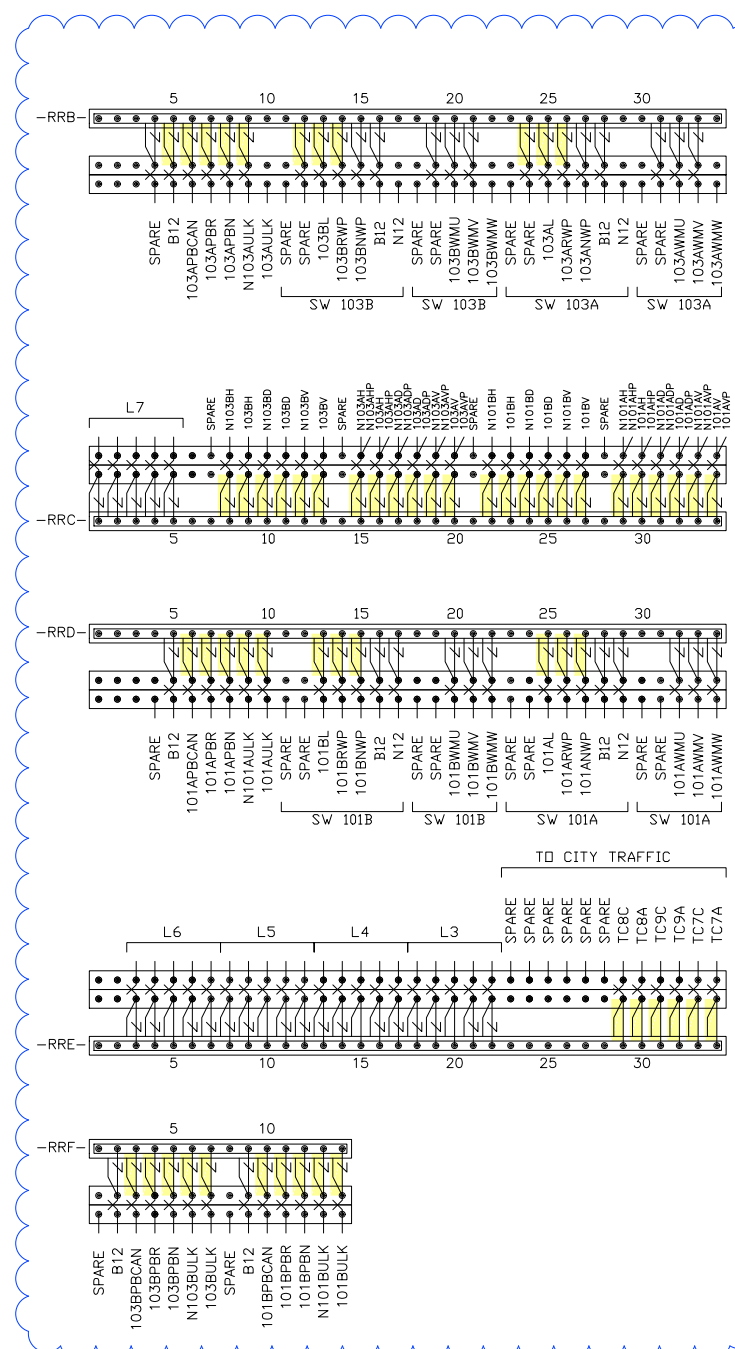 5 10 15 20 25 30
-RRB-
SPARE B12 103APBCAN 103APBR 103APBN N103AULK 103AULK SPARE SPARE 103BL 103BRWP 103BNWP B12 N12 SPARE SPARE 103BWMU 103BWMV 103BWMW SPARE SPARE 103AL 103ARWP 103ANWP B12 N12 SPARE SPARE 103AWMU 103AWMV 103AWMW
SW 103B SW 103B SW 103A SW 103A
L7
SPARE N103BH 103BH N103BD 103BD N103BV 103BV SPARE N103AH N103AHP 103AH 103AHP N103AD N103ADP 103AD 103ADP N103AV N103AVP 103AV 103AVP SPARE N101BH 101BH N101BD 101BD N101BV 101BV SPARE N101AH N101AHP 101AH 101AHP N101AD N101ADP 101AD 101ADP N101AV N101AVP 101AV 101AVP
-RRC-
5 10 15 20 25 30
5 10 15 20 25 30
-RRD-
SPARE B12 101APBCAN 101APBR 101APBN N101AULK 101AULK SPARE SPARE 101BL 101BRWP 101BNWP B12 N12 SPARE SPARE 101BWMU 101BWMV 101BWMW SPARE SPARE 101AL 101ARWP 101ANWP B12 N12 SPARE SPARE 101AWMU 101AWMV 101AWMW
SW 101B SW 101B SW 101A SW 101A
TO CITY TRAFFIC
SPARE SPARE SPARE SPARE SPARE SPARE TC8C TC8A TC9C TC9A TC7C TC7A
L6 L5 L4 L3
-RRE-
5 10 15 20 25 30
5 10
-RRF-
SPARE B12 103BPBCAN 103BPBR 103BPBN N103BULK 103BULK SPARE B12 101BPBCAN 101BPBR 101BPBN N101BULK 101BULK